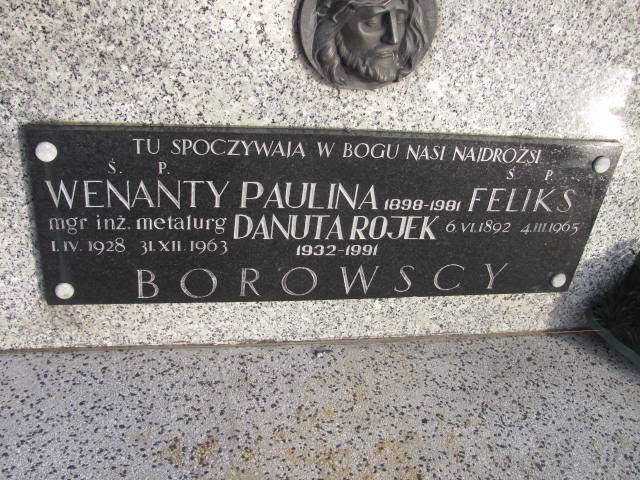 TU SPOCZYWAJĄ W BOGU NASI NAJDROŻSI
Ś. P.
WENANTY
mgr inż. metalurg
1.IV.1928 31.XII.1963
PAULINA 1898-1981
DANUTA ROJEK
1932-1991
Ś P.
FELIKS
6.VI.1892 4.III.1965
BOROWSCY